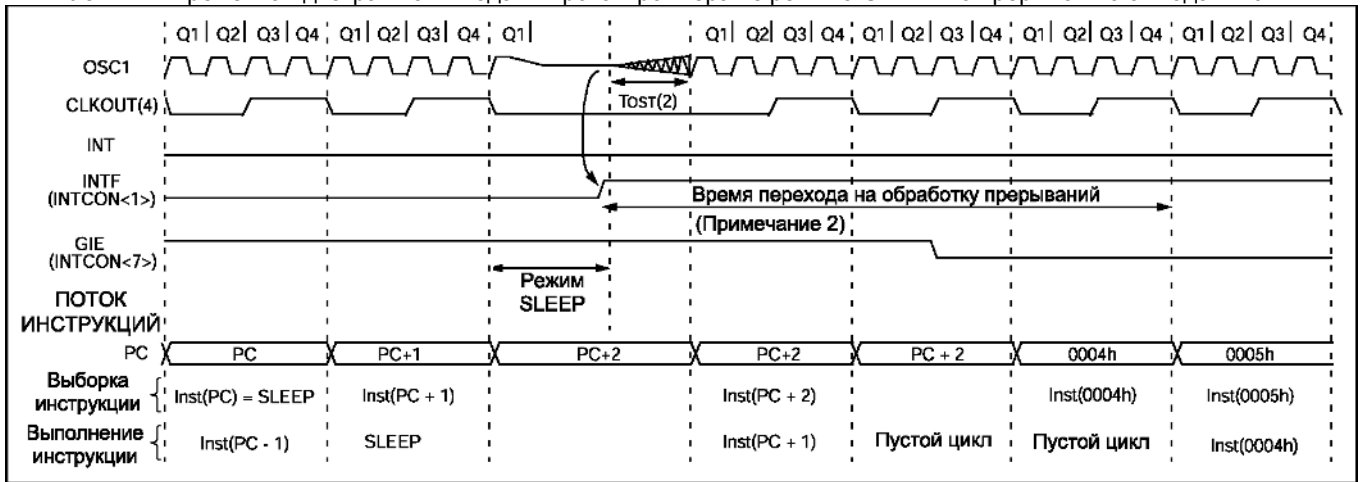 Q1 Q2 Q3 Q4 Q1 Q2 Q3 Q4 Q1 Q1 Q2 Q3 Q4 Q1 Q2 Q3 Q4 Q1 Q2 Q3 Q4 Q1 Q2 Q3 Q4
OSC1
CLKOUT(4)
TOST(2)
INT
INTF
(INTCON<1>)
Время перехода на обработку прерываний
(Примечание 2)
GIE
(INTCON<7>)
Режим
SLEEP
ПОТОК
ИНСТРУКЦИЙ
PC PC PC+1 PC+2 PC+2 PC + 2 0004h 0005h
Выборка
инструкции
Inst(PC) = SLEEP Inst(PC + 1) Inst(PC + 2) Inst(0004h) Inst(0005h)
Выполнение
инструкции
Inst(PC - 1) SLEEP Inst(PC + 1) Пустой цикл Пустой цикл Inst(0004h)